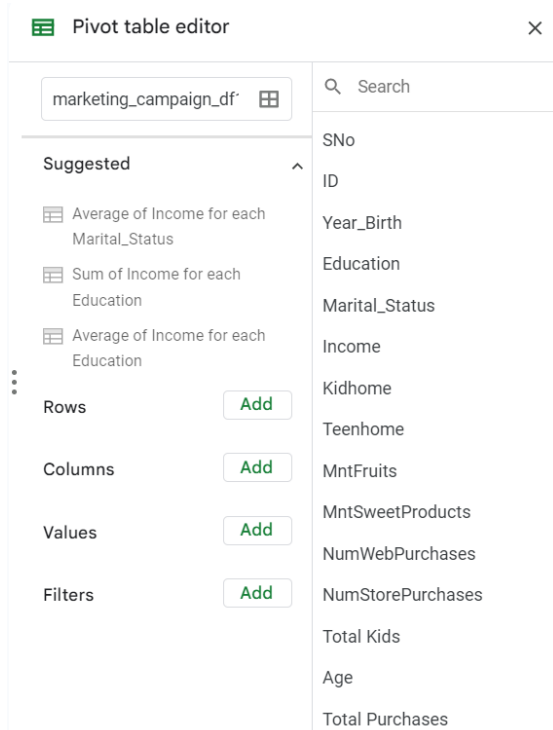 Pivot table editor
marketing_campaign_df1
Suggested
Average of Income for each
Marital_Status
Sum of Income for each
Education
Average of Income for each
Education
Rows
Add
Columns
Add
Values
Add
Filters
Add
Search
SNo
ID
Year_Birth
Education
Marital_Status
Income
Kidhome
Teenhome
MntFruits
MntSweetProducts
NumWebPurchases
NumStorePurchases
Total Kids
Age
Total Purchases